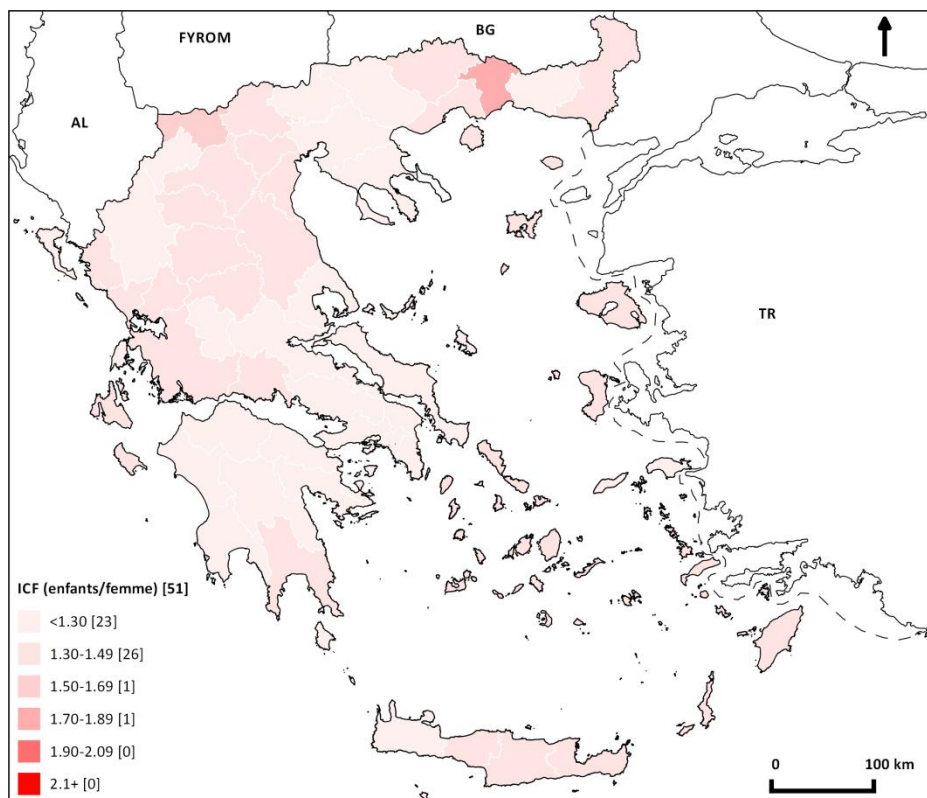 FYROM
BG
AL
TR
ICF (enfants/femme) [51]
<1.30 [23]
1.30-1.49 [26]
1.50-1.69 [1]
1.70-1.89 [1]
1.90-2.09 [0]
2.1+ [0]
0 100 km